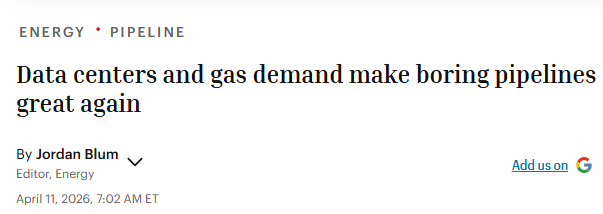 ENERGY • PIPELINE
Data centers and gas demand make boring pipelines
great again
By Jordan Blum
Editor, Energy
Add us on
April 11, 2026, 7:02 AM ET